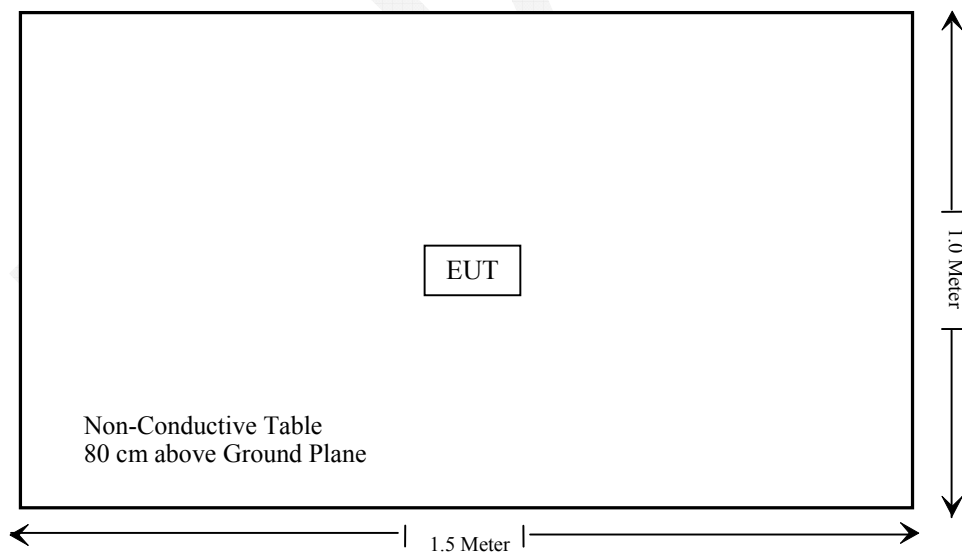 EUT
1.0 Meter
Non-Conductive Table
80 cm above Ground Plane
1.5 Meter